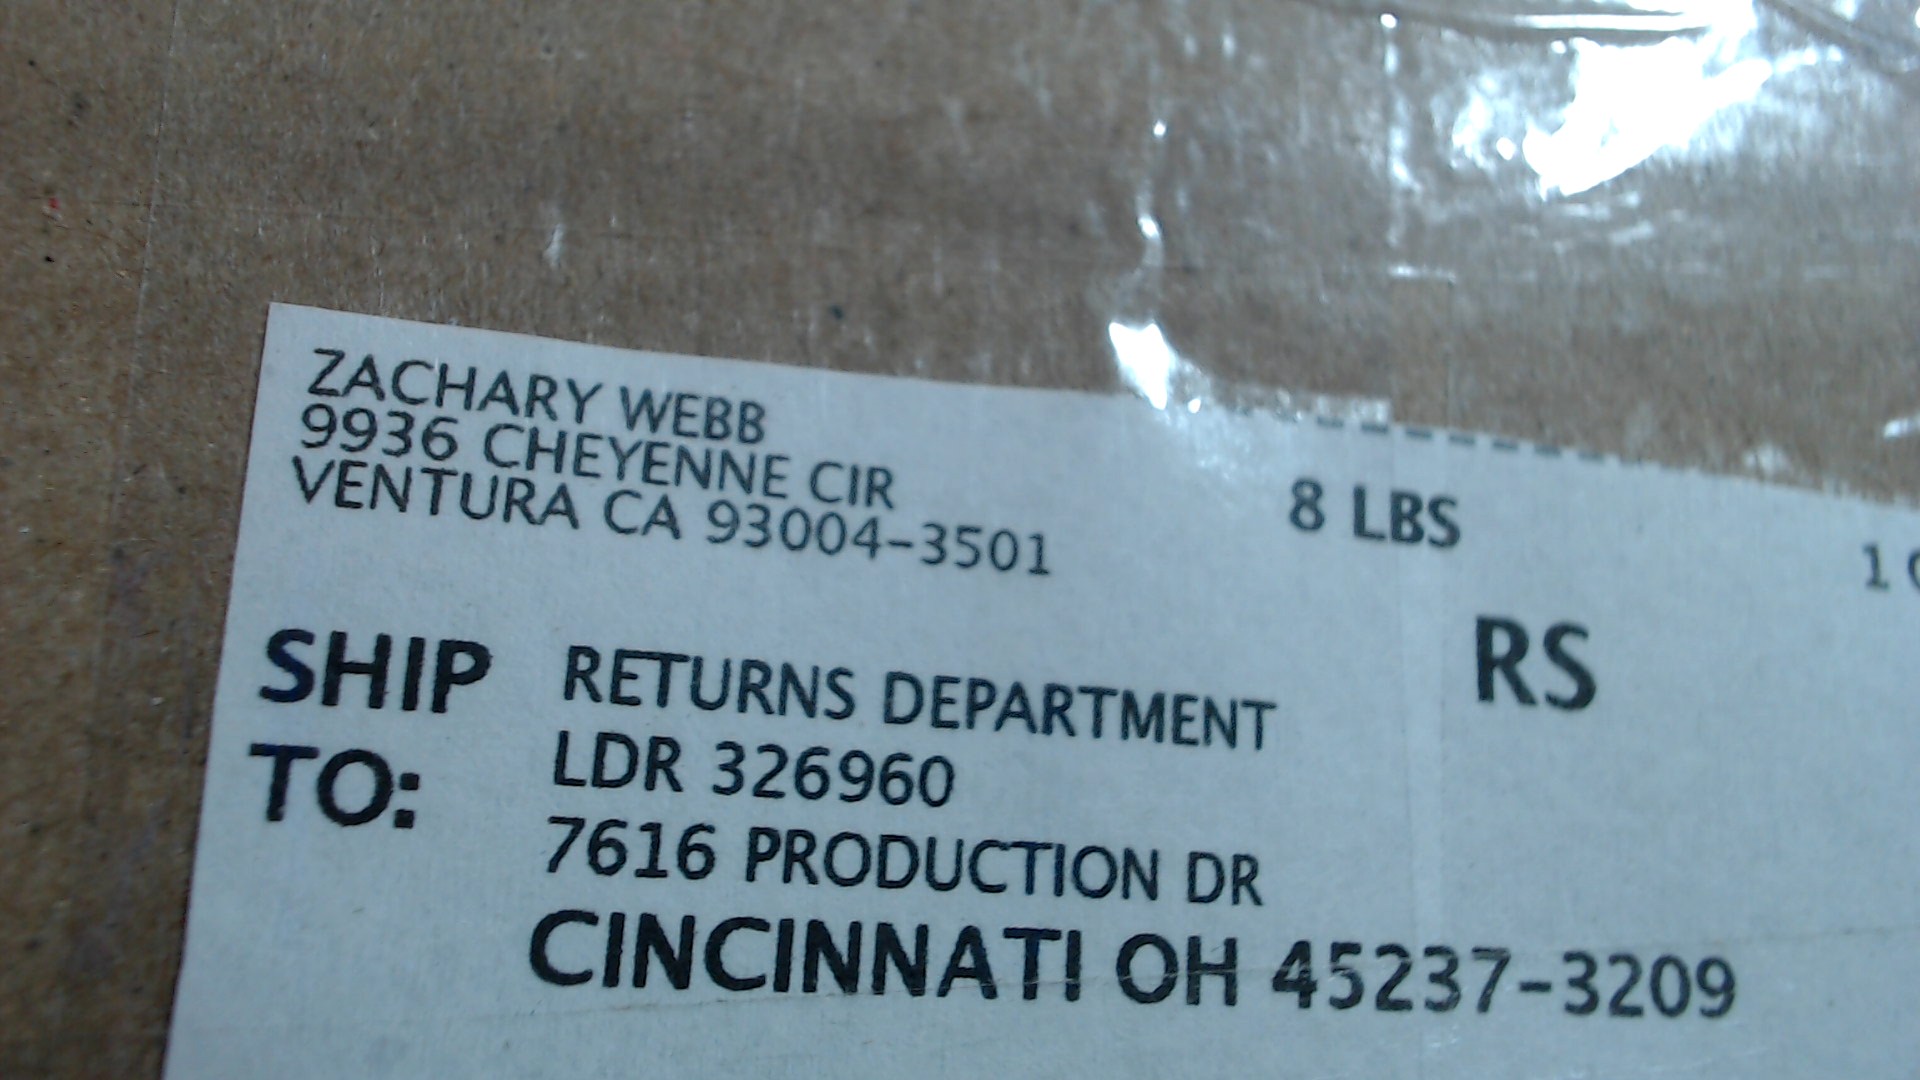 ZACHARY WEBB
9936 CHEYENNE CIR
VENTURA CA 93004-3501
8 LBS
1
RS
SHIP TO:
RETURNS DEPARTMENT
LDR 326960
7616 PRODUCTION DR
CINCINNATI OH 45237-3209